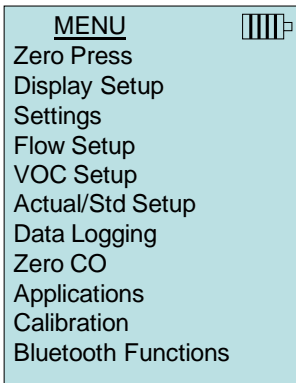 MENU
Zero Press
Display Setup
Settings
Flow Setup
VOC Setup
Actual/Std Setup
Data Logging
Zero CO
Applications
Calibration
Bluetooth Functions